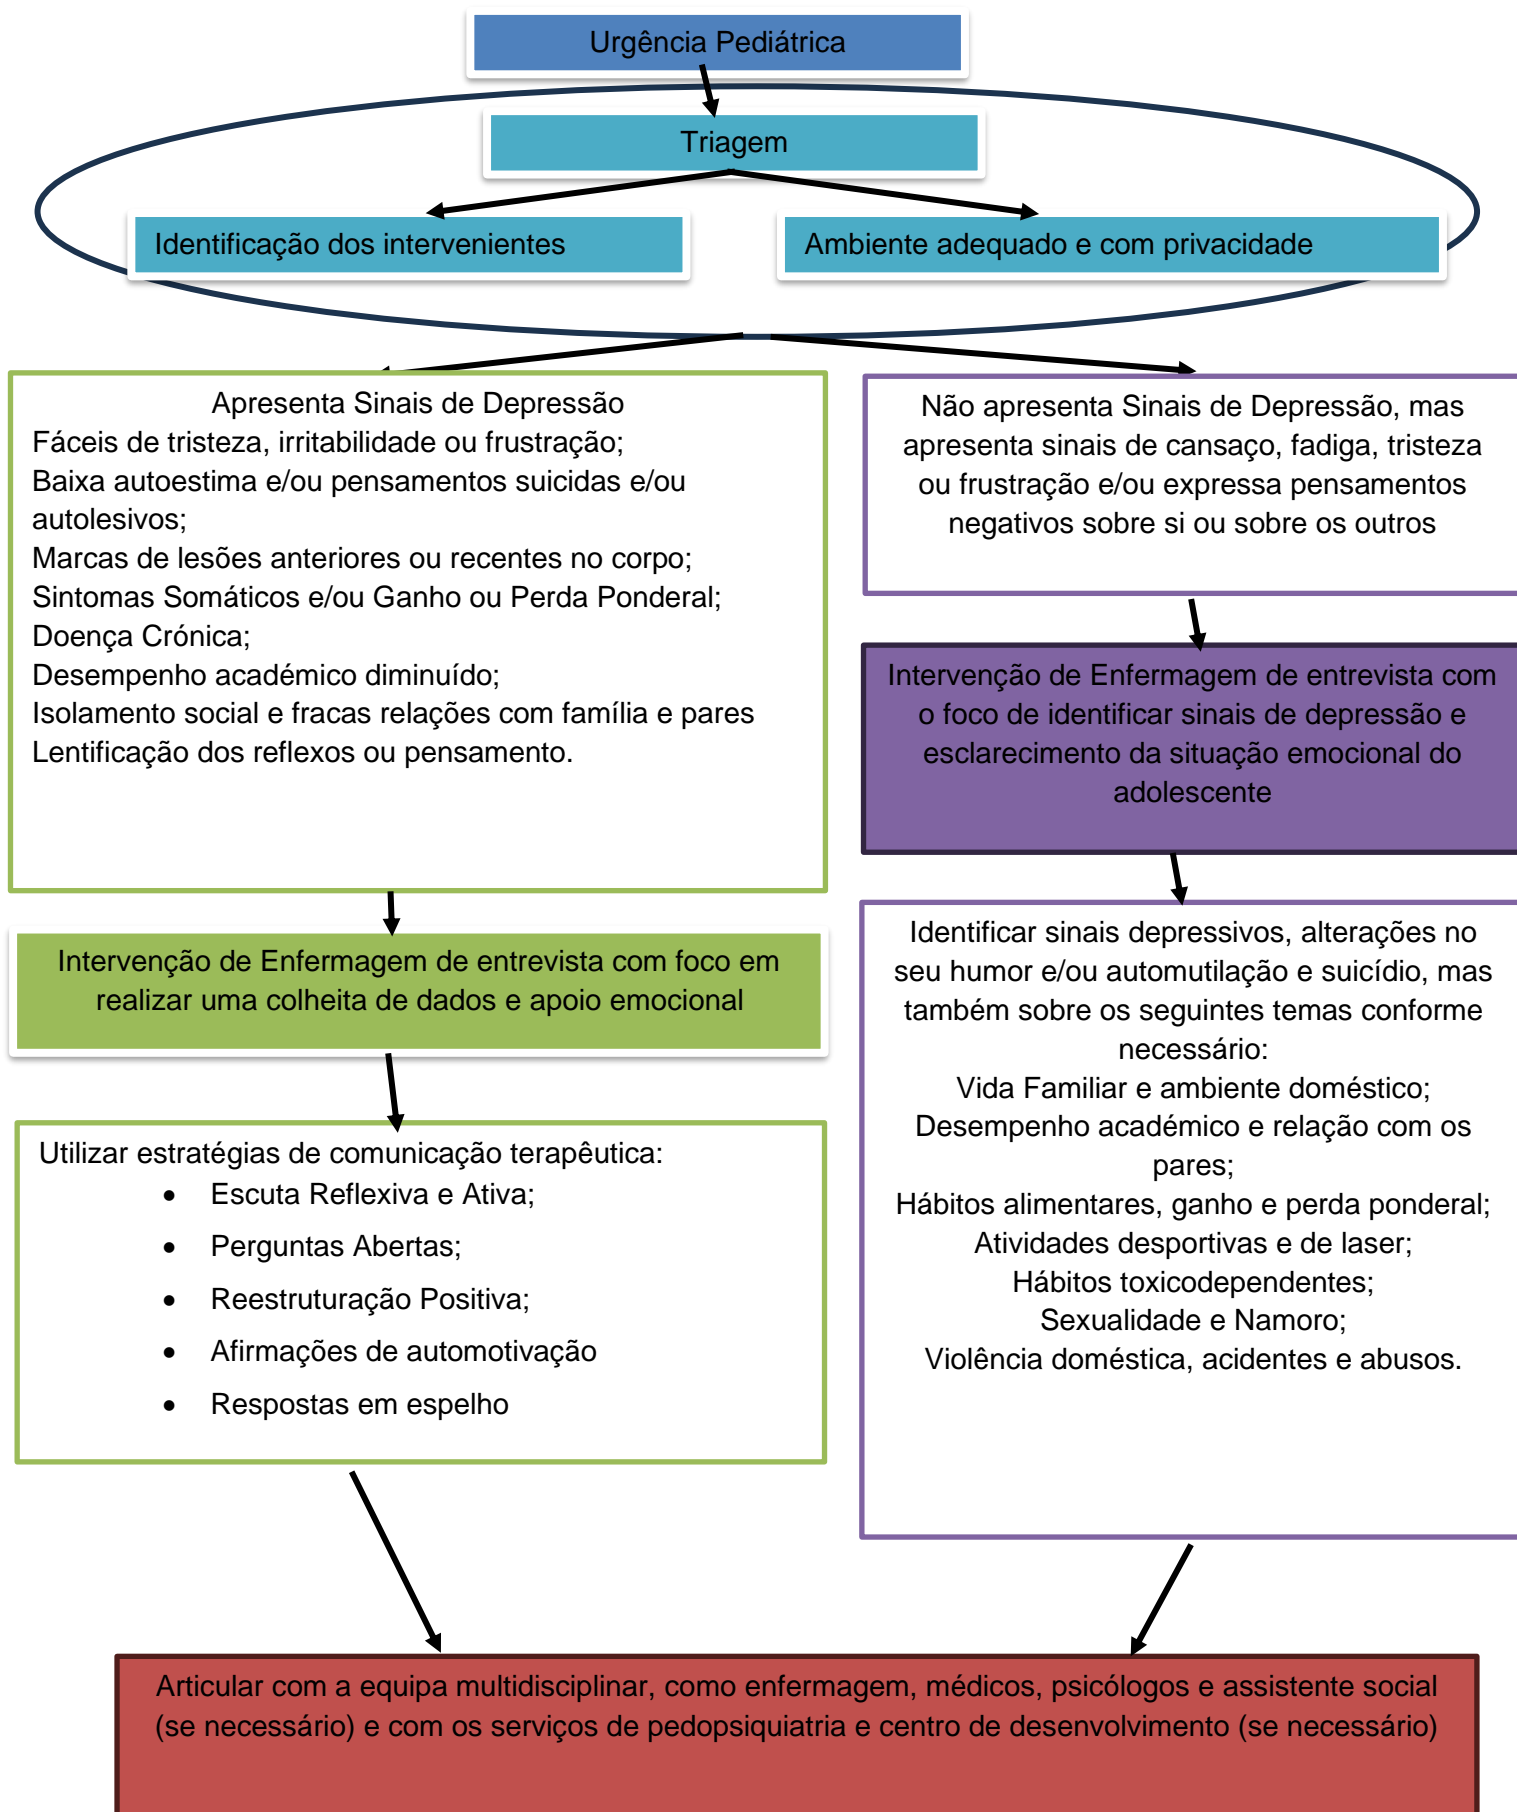 Urgência Pediátrica
Triagem
Identificação dos intervenientes
Ambiente adequado e com privacidade
Apresenta Sinais de Depressão
Fáceis de tristeza, irritabilidade ou frustração;
Baixa autoestima e/ou pensamentos suicidas e/ou
autolesivos;
Marcas de lesões anteriores ou recentes no corpo;
Sintomas Somáticos e/ou Ganho ou Perda Ponderal;
Doença Crónica;
Desempenho académico diminuído;
Isolamento social e fracas relações com família e pares
Lentificação dos reflexos ou pensamento.
Não apresenta Sinais de Depressão, mas
apresenta sinais de cansaço, fadiga, tristeza
ou frustração e/ou expressa pensamentos
negativos sobre si ou sobre os outros
Intervenção de Enfermagem de entrevista com
o foco de identificar sinais de depressão e
esclarecimento da situação emocional do
adolescente
Intervenção de Enfermagem de entrevista com foco em
realizar uma colheita de dados e apoio emocional
Identificar sinais depressivos, alterações no
seu humor e/ou automutilação e suicídio, mas
também sobre os seguintes temas conforme
necessário:
Vida Familiar e ambiente doméstico;
Desempenho académico e relação com os
pares;
Hábitos alimentares, ganho e perda ponderal;
Atividades desportivas e de laser;
Hábitos toxicodependentes;
Sexualidade e Namoro;
Violência doméstica, acidentes e abusos.
Utilizar estratégias de comunicação terapêutica:
• Escuta Reflexiva e Ativa;
• Perguntas Abertas;
• Reestruturação Positiva;
• Afirmações de automotivação
• Respostas em espelho
Articular com a equipa multidisciplinar, como enfermagem, médicos, psicólogos e assistente social
(se necessário) e com os serviços de pedopsiquiatria e centro de desenvolvimento (se necessário)